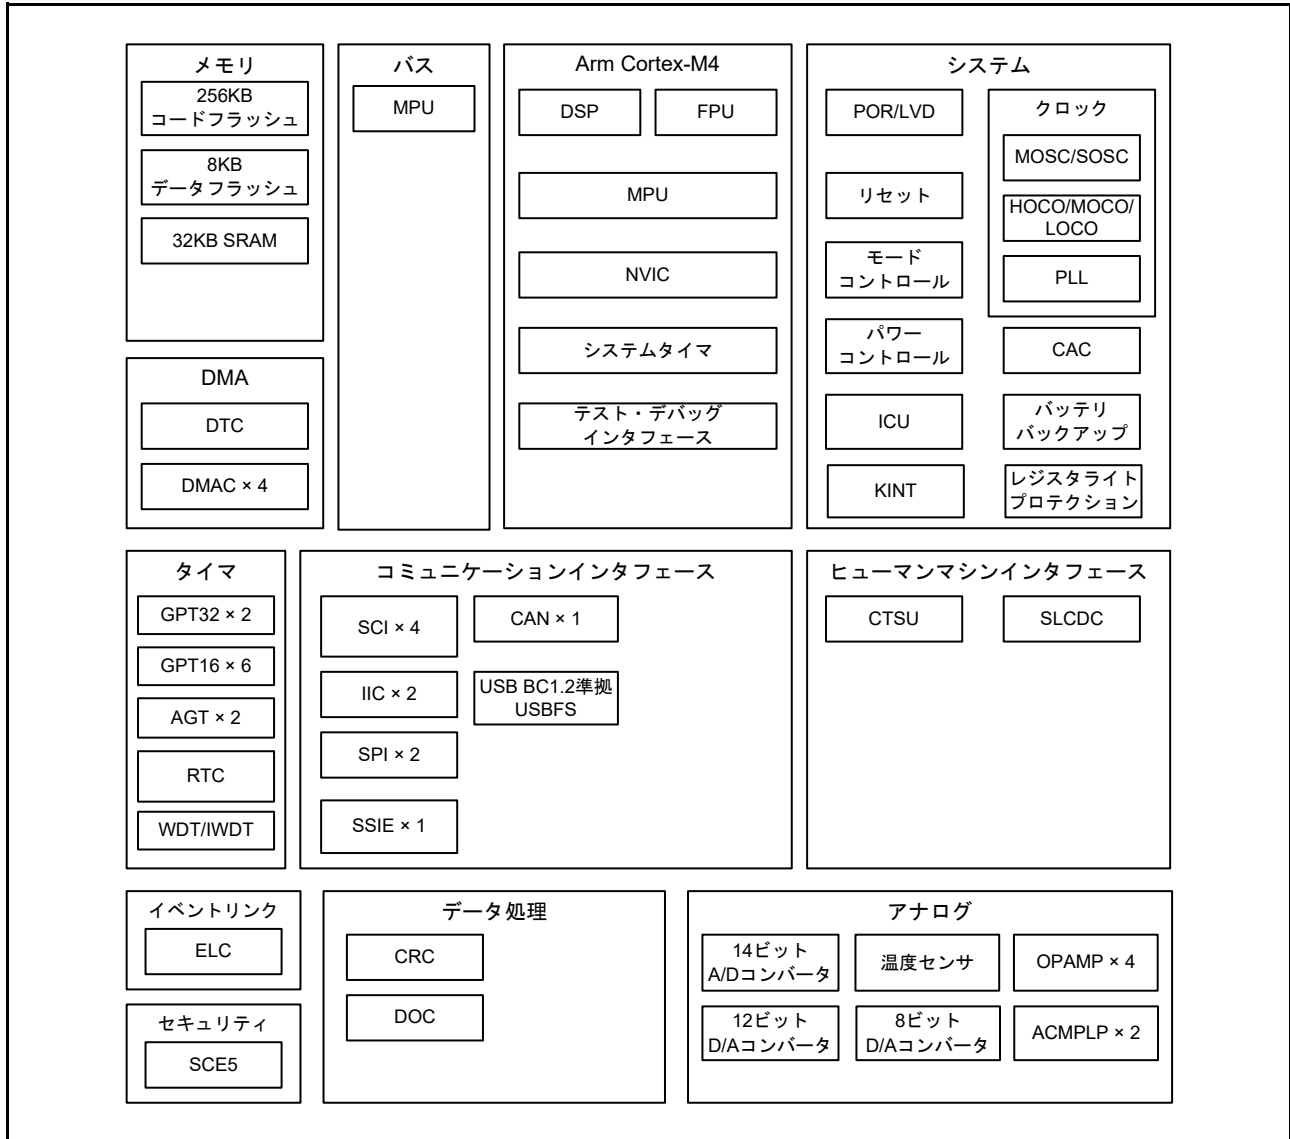 メモリ
256KB
コードフラッシュ
8KB
データフラッシュ
32KB SRAM
DMA
DTC
DMAC × 4
バス
MPU
Arm Cortex-M4
DSP
FPU
MPU
NVIC
システムタイマ
テスト・デバッグ
インタフェース
システム
POR/LVD
リセット
モード
コントロール
パワー
コントロール
ICU
KINT
クロック
MOSC/SOSC
HOCO/MOCO/
LOCO
PLL
CAC
バッテリ
バックアップ
レジスタライト
プロテクション
タイマ
GPT32 × 2
GPT16 × 6
AGT × 2
RTC
WDT/IWDT
コミュニケーションインタフェース
SCI × 4
IIC × 2
SPI × 2
SSIE × 1
CAN × 1
USB BC1.2準拠
USBFS
ヒューマンマシンインタフェース
CTSU
SLCDC
イベントリンク
ELC
セキュリティ
SCE5
データ処理
CRC
DOC
アナログ
14ビット
A/Dコンバータ
温度センサ
OPAMP × 4
12ビット
D/Aコンバータ
8ビット
D/Aコンバータ
ACMPLP × 2